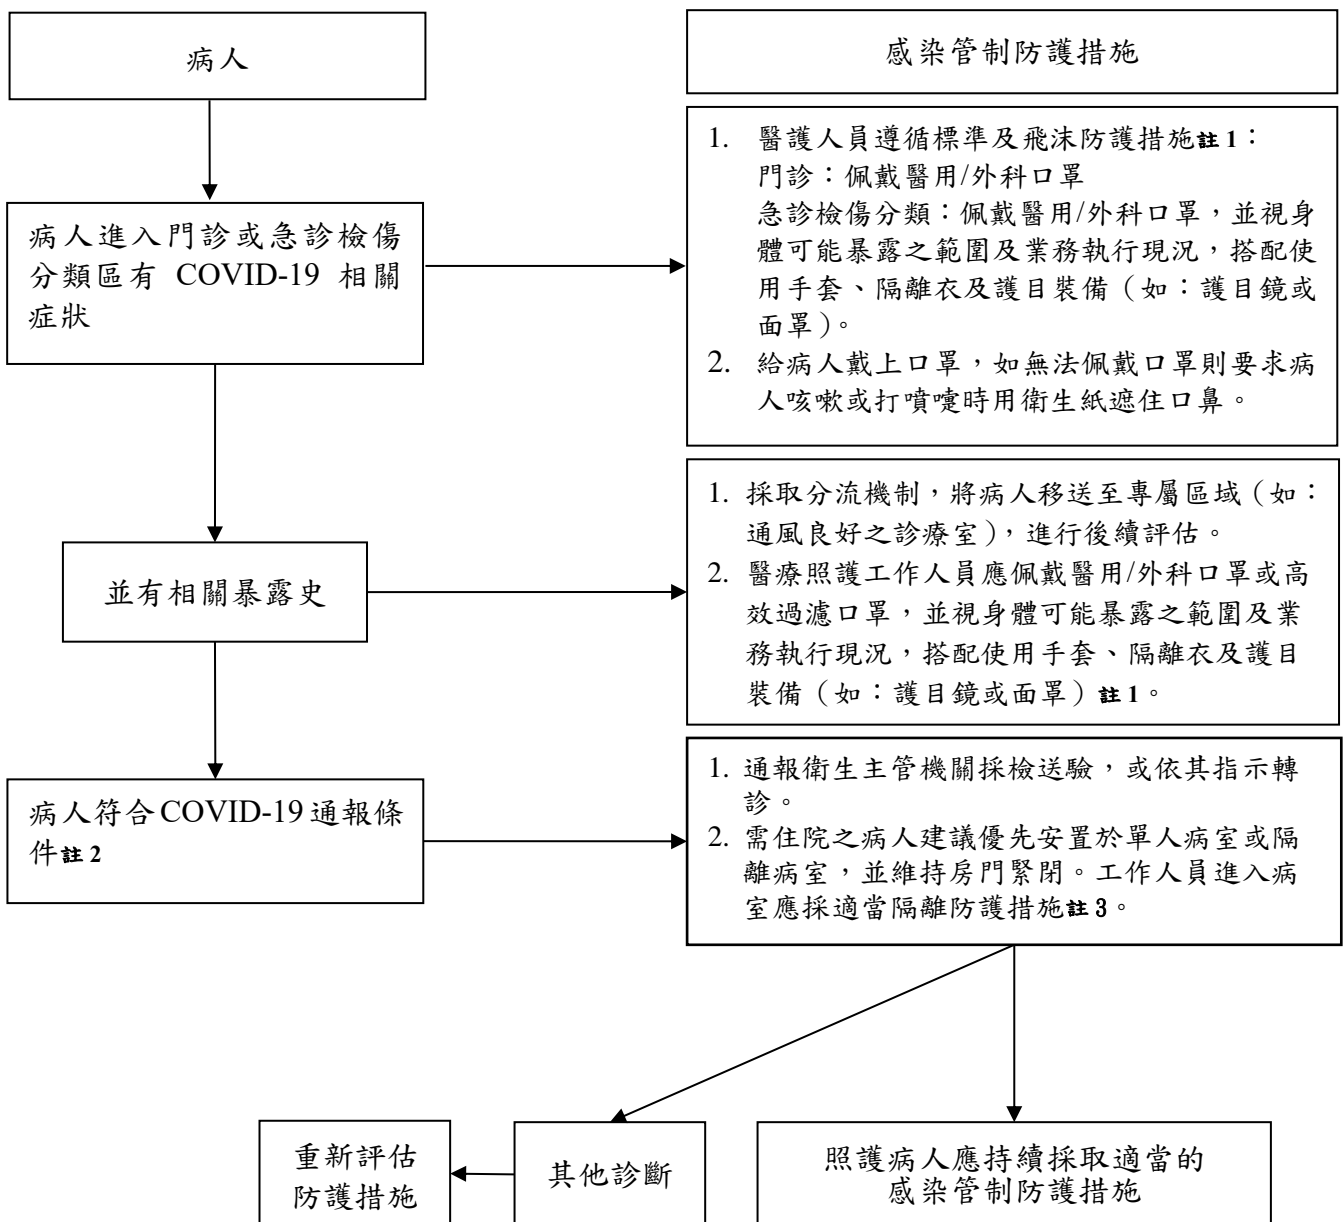 病人
感染管制防護措施
1. 醫護人員遵循標準及飛沫防護措施註1：
門診：佩戴醫用/外科口罩
急診檢傷分類：佩戴醫用/外科口罩，並視身
體可能暴露之範圍及業務執行現況，搭配使
用手套、隔離衣及護目裝備（如：護目鏡或
面罩）。
2. 給病人戴上口罩，如無法佩戴口罩則要求病
人咳嗽或打噴嚏時用衛生紙遮住口鼻。
病人進入門診或急診檢傷
分類區有 COVID-19 相關
症狀
1. 採取分流機制，將病人移送至專屬區域（如：
通風良好之診療室），進行後續評估。
2. 醫療照護工作人員應佩戴醫用/外科口罩或高
效過濾口罩，並視身體可能暴露之範圍及業
務執行現況，搭配使用手套、隔離衣及護目
裝備（如：護目鏡或面罩）註1。
並有相關暴露史
病人符合COVID-19通報條
件註2
1. 通報衛生主管機關採檢送驗，或依其指示轉
診。
2. 需住院之病人建議優先安置於單人病室或隔
離病室，並維持房門緊閉。工作人員進入病
室應採適當隔離防護措施註3。
重新評估
防護措施
其他診斷
照護病人應持續採取適當的
感染管制防護措施